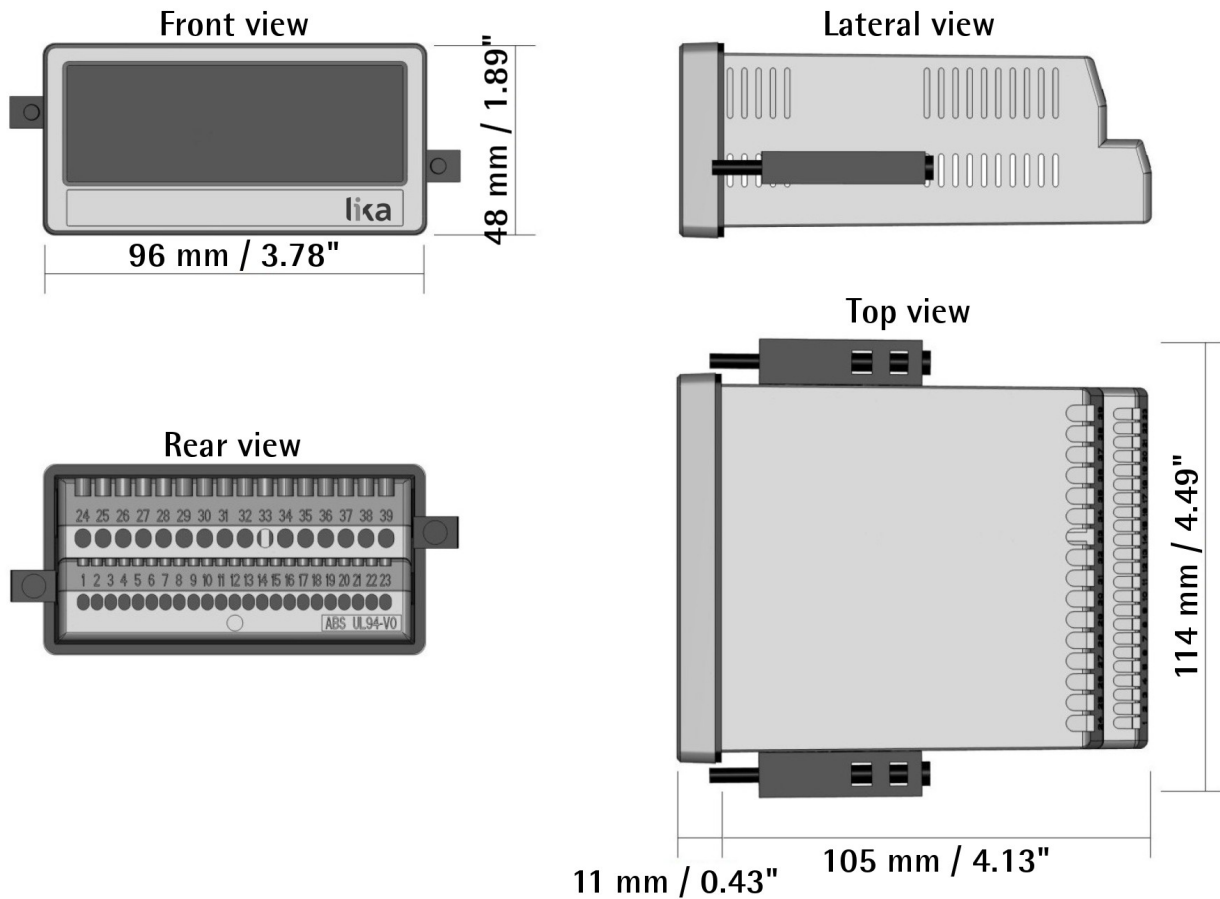 Front view
48 mm / 1.89"
lika
96 mm / 3.78"
Lateral view
Top view
114 mm / 4.49"
105 mm / 4.13"
11 mm / 0.43"
Rear view
24 25 26 27 28 29 30 31 32 33 34 35 36 37 38 39
1 2 3 4 5 6 7 8 9 10 11 12 13 14 15 16 17 18 19 20 21 22 23
ABS UL94-V0